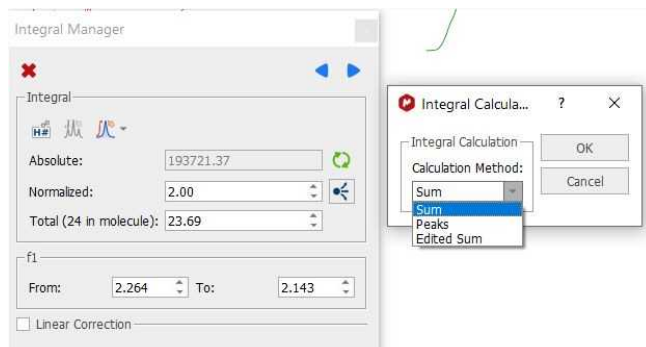 Integral Manager
Integral
H#
Absolute:
193721.37
Normalized:
2.00
Total (24 in molecule):
23.69
f1
From:
2.264
To:
2.143
Linear Correction
Integral Calcula...
?
Integral Calculation
Calculation Method:
Sum
Sum
Peaks
Edited Sum
OK
Cancel